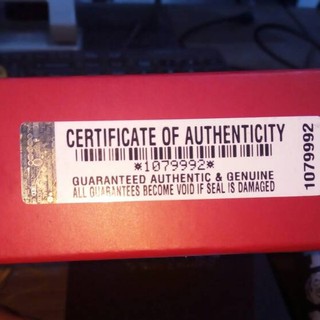 CERTIFICATE OF AUTHENTICITY
*1079992*
GUARANTEED AUTHENTIC & GENUINE
ALL GUARANTEES BECOME VOID IF SEAL IS DAMAGED
1079992